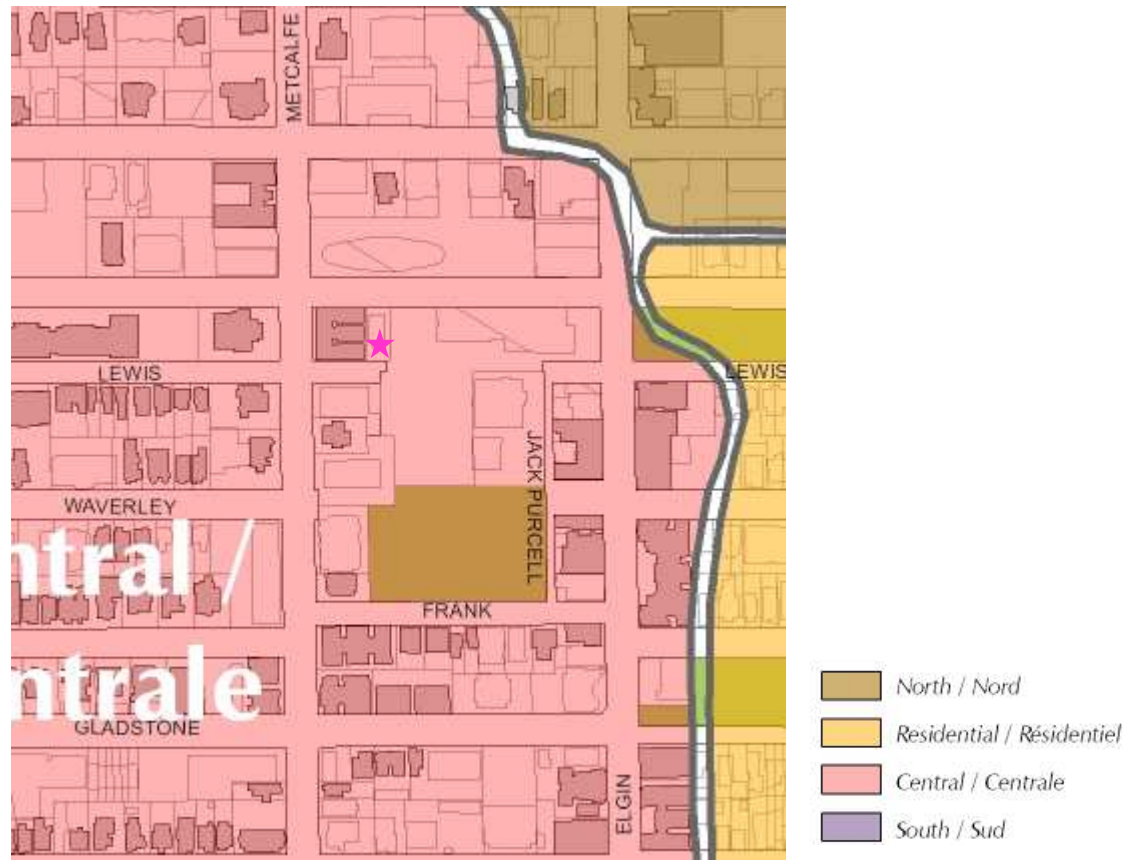 METCALFE
LEWIS
LEWIS
JACK PURCELL
WAVERLEY
ntral /
FRANK
ntrale
GLADSTONE
ELGIN
North / Nord
Residential / Résidentiel
Central / Centrale
South / Sud